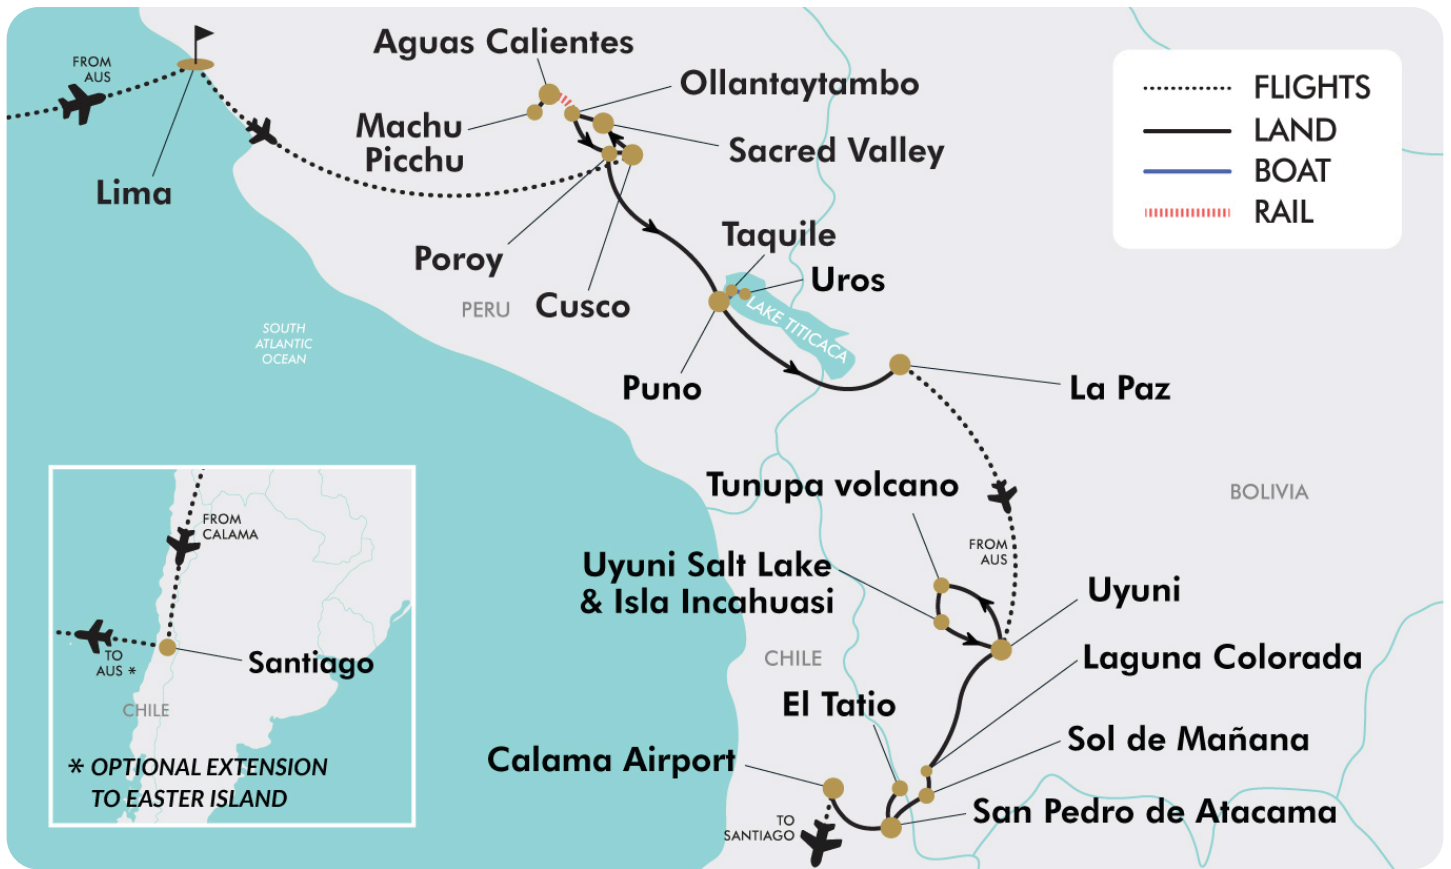 FROM
AUS
Lima
Aguas Calientes
Ollantaytambo
Machu
Picchu
Sacred Valley
Poroy
Cusco
Taquile
Uros
LAKE TITICACA
PERU
Puno
La Paz
SOUTH
ATLANTIC
OCEAN
FLIGHTS
LAND
BOAT
RAIL
BOLIVIA
Tunupa volcano
FROM
AUS
Uyuni Salt Lake
& Isla Incahuasi
Uyuni
CHILE
Laguna Colorada
El Tatio
Sol de Mañana
Calama Airport
San Pedro de Atacama
TO
SANTIAGO
FROM
CALAMA
TO
AUS *
Santiago
CHILE
* OPTIONAL EXTENSION
TO EASTER ISLAND